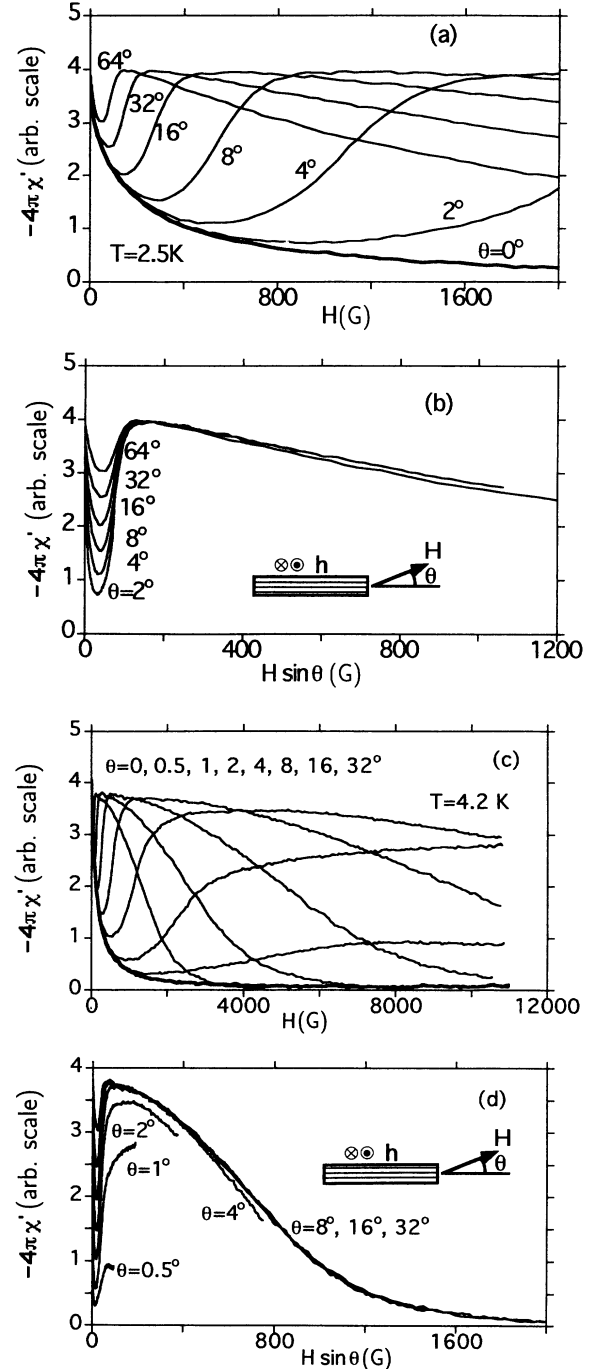 5
(a)
64°
4
32°
3
16°
8°
4°
2
2°
1
T=2.5K
θ=0°
0
0
800
1600
H(G)
-4πχ' (arb. scale)
5
(b)
4
64°
3
32°
16°
2
8°
4°
1
θ=2°
0
h
H
θ
0
400
800
1200
H sinθ (G)
-4πχ' (arb. scale)
5
θ=0, 0.5, 1, 2, 4, 8, 16, 32°
(c)
4
T=4.2 K
3
2
1
0
0
4000
8000
12000
H(G)
-4πχ' (arb. scale)
4
(d)
3
θ=2°
θ=1°
h
H
θ
2
θ=4°
θ=8°, 16°, 32°
1
θ=0.5°
0
0
800
1600
H sinθ (G)
-4πχ' (arb. scale)